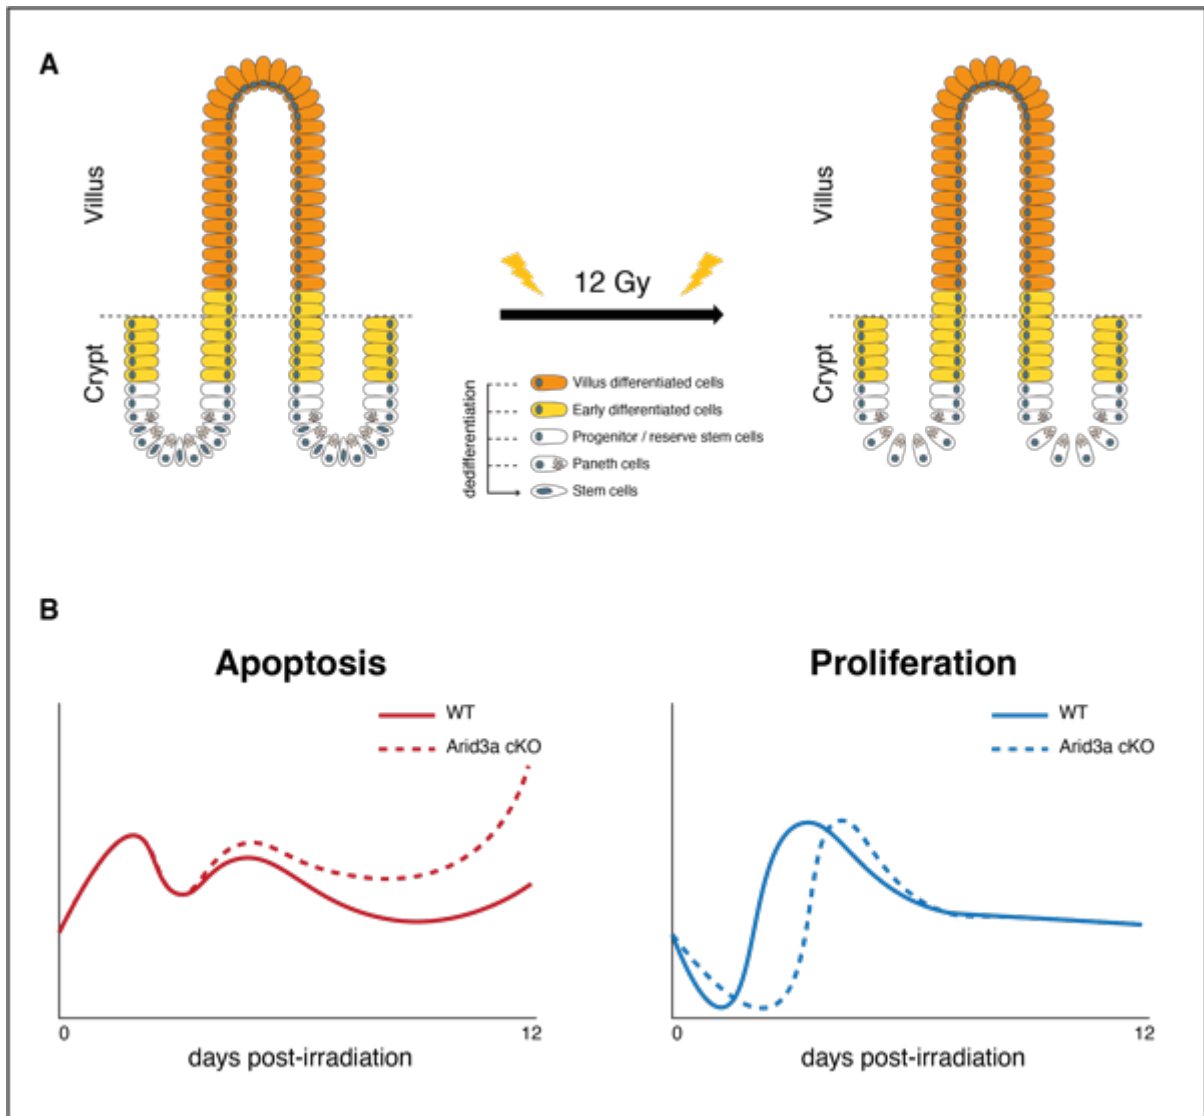 A
Villus
Crypt
12 Gy
Villus
Crypt
dedifferentiation
Villus differentiated cells
Early differentiated cells
Progenitor / reserve stem cells
Paneth cells
Stem cells
B
Apoptosis
WT
Arid3a cKO
0
12
days post-irradiation
Proliferation
WT
Arid3a cKO
0
12
days post-irradiation